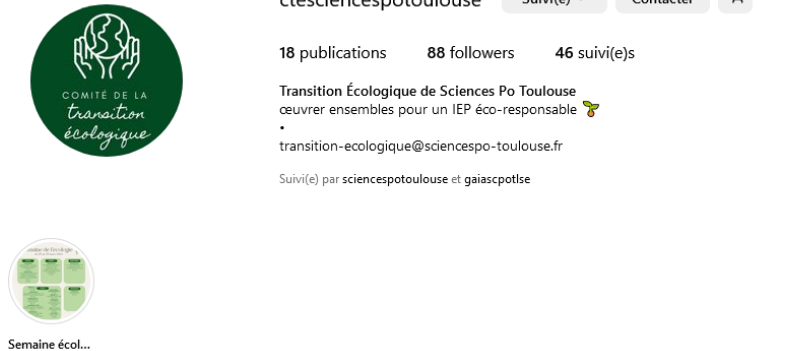 ctesciencespotoulouse
Suivi(e)
Contacter
18 publications 88 followers 46 suivi(e)s
COMITÉ DE LA
transition
écologique
Transition Écologique de Sciences Po Toulouse
œuvrer ensembles pour un IEP éco-responsable 🌱
•
transition-ecologique@sciencespo-toulouse.fr
Suivi(e) par sciencespotoulouse et gaiascpotlse
Semaine écol...